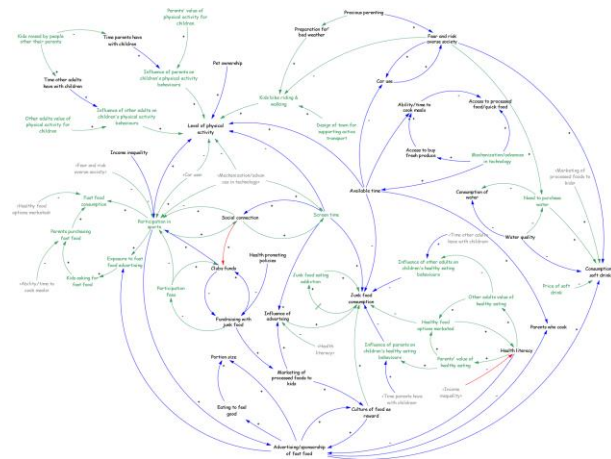 Parents' value of
physical activity for
children
Precious parenting
Kids minded by people
other than parents
Time parents have
with children
Preparation for
bad weather
Fear and risk
averse society
Time other adults
have with children
Influence of parents on
children's physical activity
behaviours
Pet ownership
Car use
Kids bike riding &
walking
Ability/time to
cook meals
Access to processed
food/quick food
Other adults value of
physical activity for
children
Influence of other adults on
children's physical activity
behaviours
Level of physical
activity
Design of town for
supporting active
transport
Access to buy
fresh produce
Mechanization/advances
in technology
Income inequality
<Fear and risk
averse society>
<Car use>
<Mechanization/advan
ces in technology>
Available time
Consumption of
water
Need to purchase
water
<Marketing of
processed foods to
kids>
<Healthy food
options marketed>
Fast food
consumption
Participation in
sports
Social connection
Screen time
Water quality
Parents purchasing
fast food
Exposure to fast
food advertising
Kids asking for
fast food
<Ability/time to
cook meals>
Clubs funds
Health promoting
policies
<Time other adults
have with children>
Influence of other adults on
children's healthy eating
behaviours
Consumption
soft drink
Price of soft
drink
Participation
fees
Junk food eating
addiction
Junk food
consumption
Other adults value of
healthy eating
Fundraising with
junk food
Influence of
advertising
Healthy food
options marketed
Parents who cook
<Health
literacy>
Influence of parents on
children's healthy eating
behaviours
Health literacy
Parents' value of
healthy eating
Portion size
Marketing of
processed foods to
kids
<Time parents have
with children>
<Income
inequality>
Eating to feel
good
Culture of food as
reward
Advertising/sponsorship
of fast food